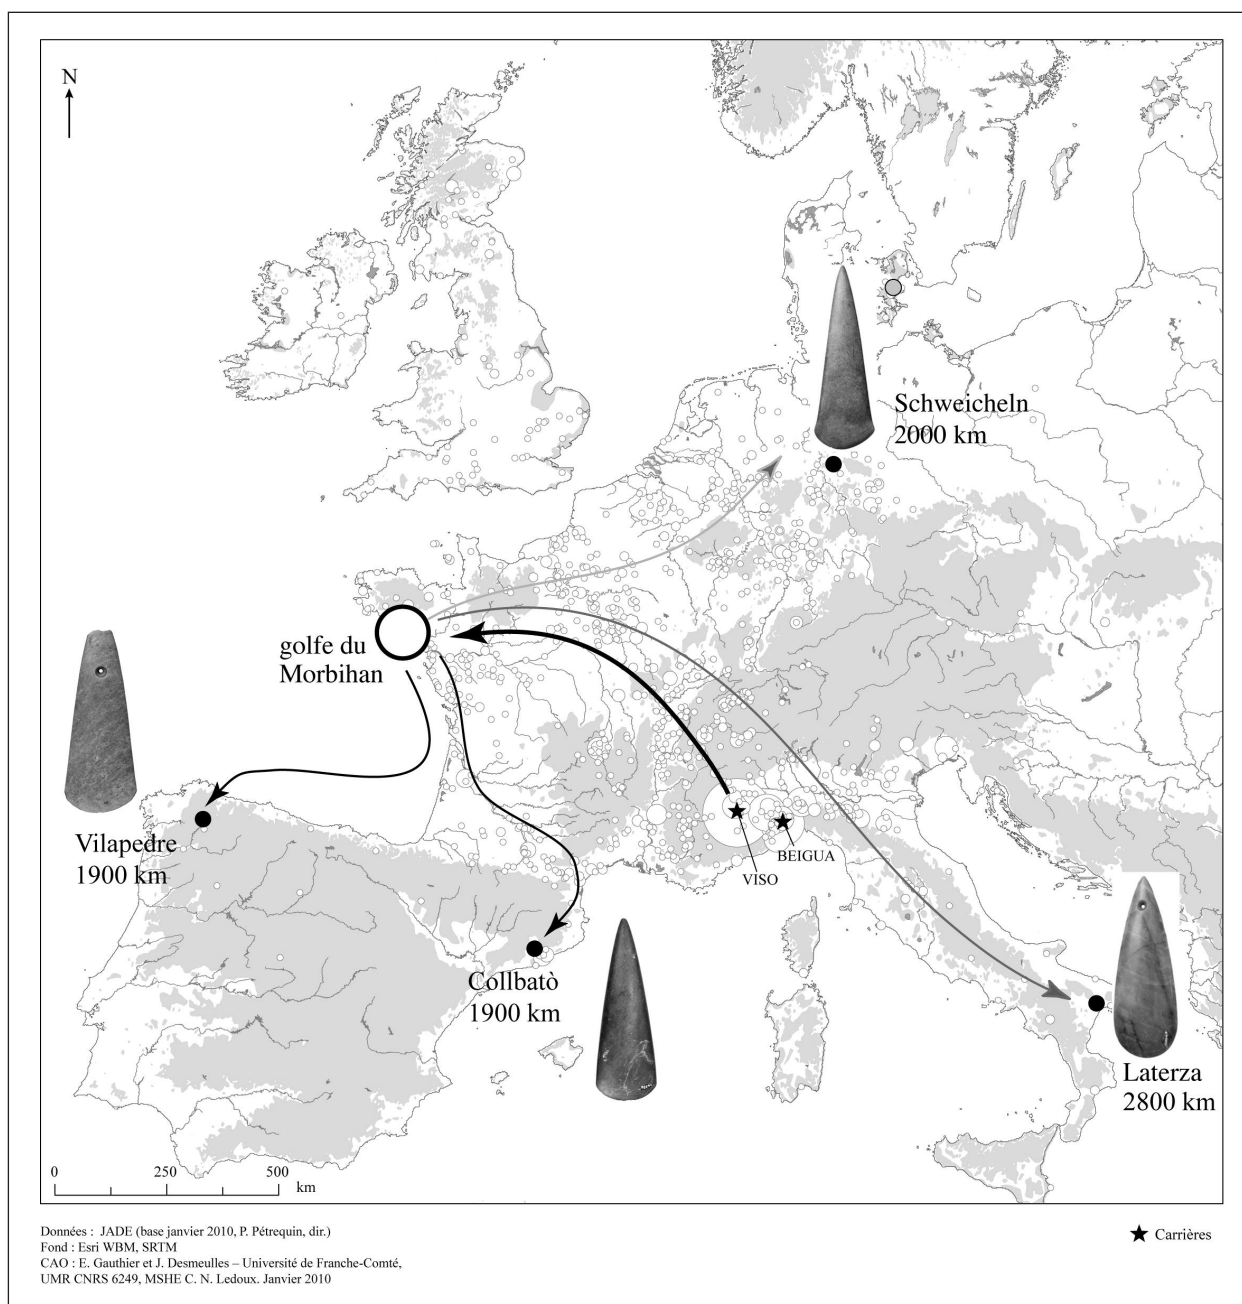 N
Schweicheln
2000 km
golfe du
Morbihan
Vilapedre
1900 km
BEIGUA
VISO
Collbatò
1900 km
Laterza
2800 km
0 250 500
km
Données : JADE (base janvier 2010, P. Pétrequin, dir.)
Fond : Esri WBM, SRTM
CAO : E. Gauthier et J. Desmeulles – Université de Franche-Comté,
UMR CNRS 6249, MSHE C. N. Ledoux. Janvier 2010
Carrières